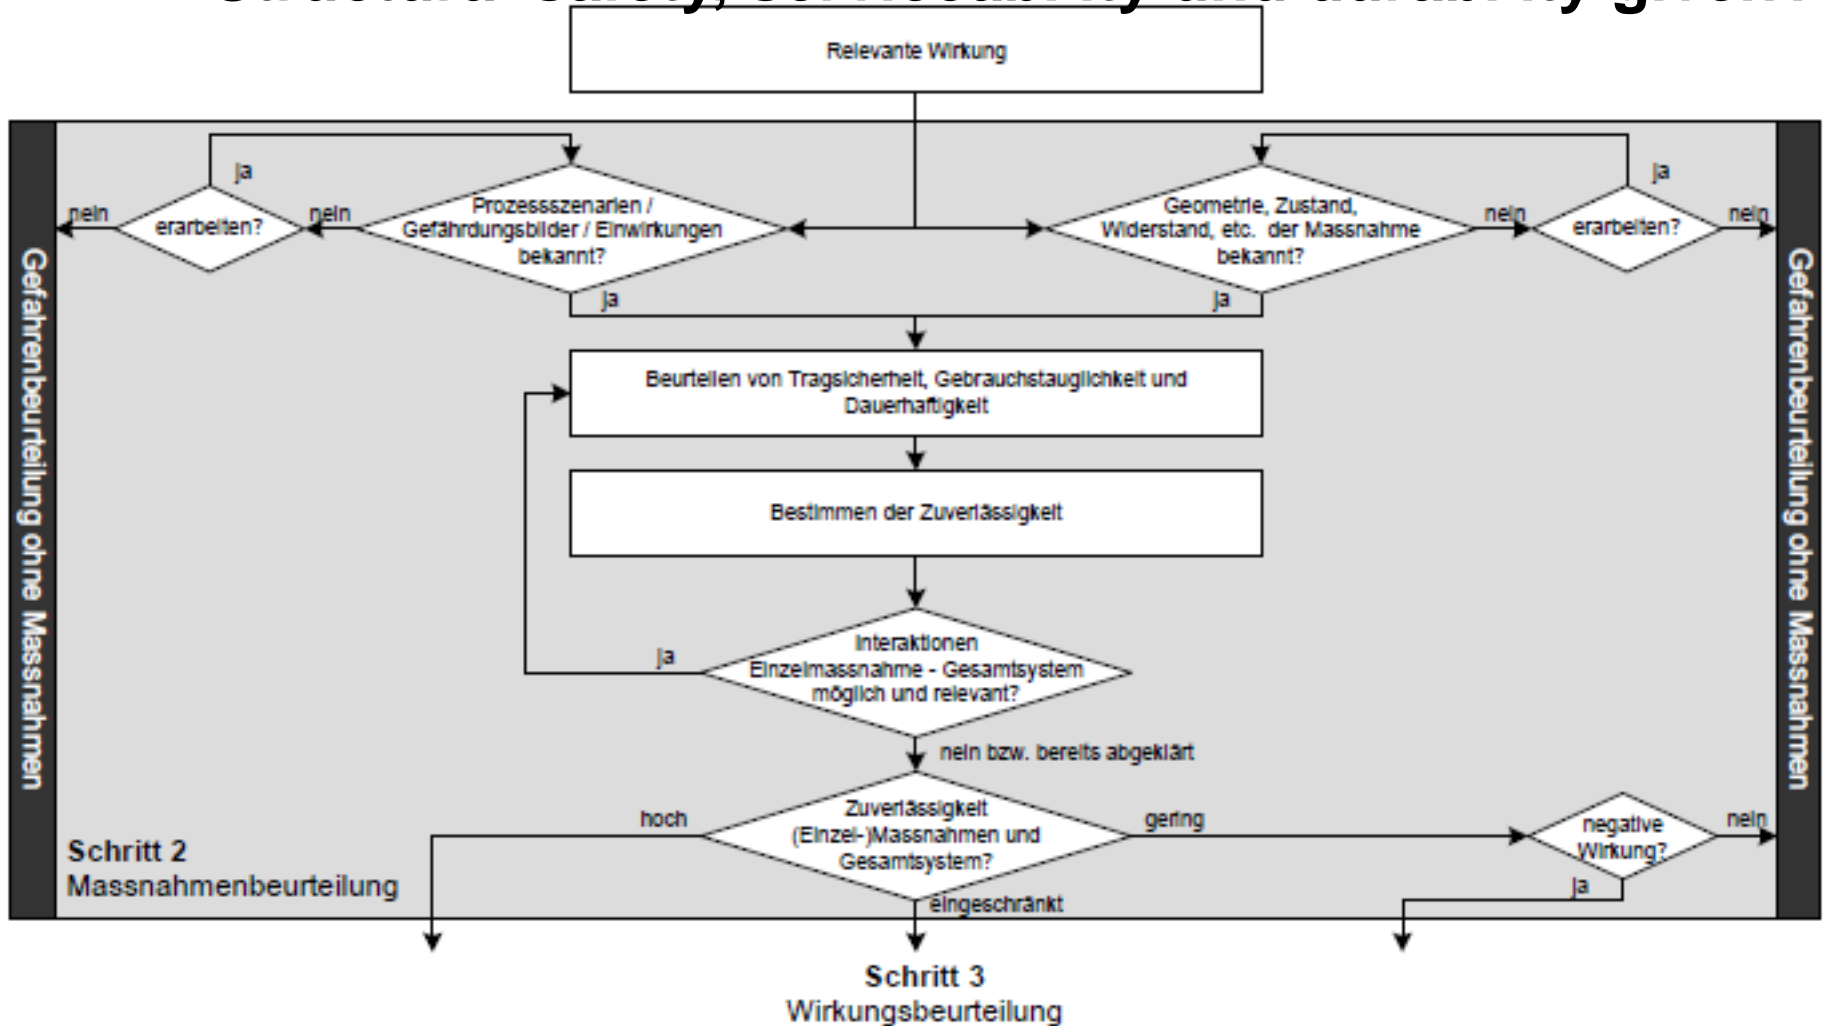 Relevante Wirkung
ja
ja
nein
erarbeiten?
nein
Prozessszenarien /
Gefährdungsbilder / Einwirkungen
bekannt?
Geometrie, Zustand,
Widerstand, etc. der Massnahme
bekannt?
nein
erarbeiten?
nein
ja
ja
Beurteilen von Tragsicherheit, Gebrauchstauglichkeit und
Dauerhaftigkeit
Bestimmen der Zuverlässigkeit
Interaktionen
Einzelmassnahme - Gesamtsystem
möglich und relevant?
ja
nein bzw. bereits abgeklärt
hoch
Zuverlässigkeit
(Einzel-)Massnahmen und
Gesamtsystem?
gering
negative
Wirkung?
nein
ja
eingeschränkt
Schritt 2
Massnahmenbeurteilung
Gefahrenbeurteilung ohne Massnahmen
Gefahrenbeurteilung ohne Massnahmen
Schritt 3
Wirkungsbeurteilung